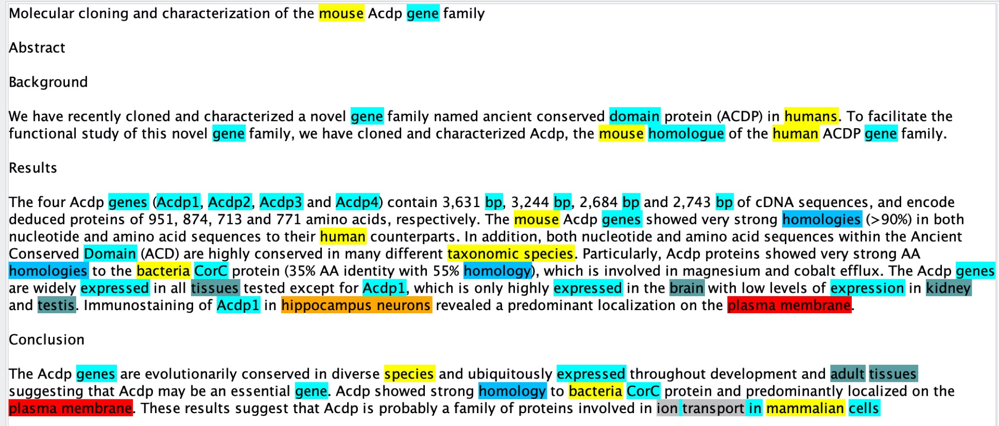 Molecular cloning and characterization of the mouse Acdp gene family
Abstract
Background
We have recently cloned and characterized a novel gene family named ancient conserved domain protein (ACDP) in humans. To facilitate the
functional study of this novel gene family, we have cloned and characterized Acdp, the mouse homologue of the human ACDP gene family.
Results
The four Acdp genes (Acdp1, Acdp2, Acdp3 and Acdp4) contain 3,631 bp, 3,244 bp, 2,684 bp and 2,743 bp of cDNA sequences, and encode
deduced proteins of 951, 874, 713 and 771 amino acids, respectively. The mouse Acdp genes showed very strong homologies (>90%) in both
nucleotide and amino acid sequences to their human counterparts. In addition, both nucleotide and amino acid sequences within the Ancient
Conserved Domain (ACD) are highly conserved in many different taxonomic species. Particularly, Acdp proteins showed very strong AA
homologies to the bacteria CorC protein (35% AA identity with 55% homology), which is involved in magnesium and cobalt efflux. The Acdp genes
are widely expressed in all tissues tested except for Acdp1, which is only highly expressed in the brain with low levels of expression in kidney
and testis. Immunostaining of Acdp1 in hippocampus neurons revealed a predominant localization on the plasma membrane.
Conclusion
The Acdp genes are evolutionarily conserved in diverse species and ubiquitously expressed throughout development and adult tissues
suggesting that Acdp may be an essential gene. Acdp showed strong homology to bacteria CorC protein and predominantly localized on the
plasma membrane. These results suggest that Acdp is probably a family of proteins involved in ion transport in mammalian cells